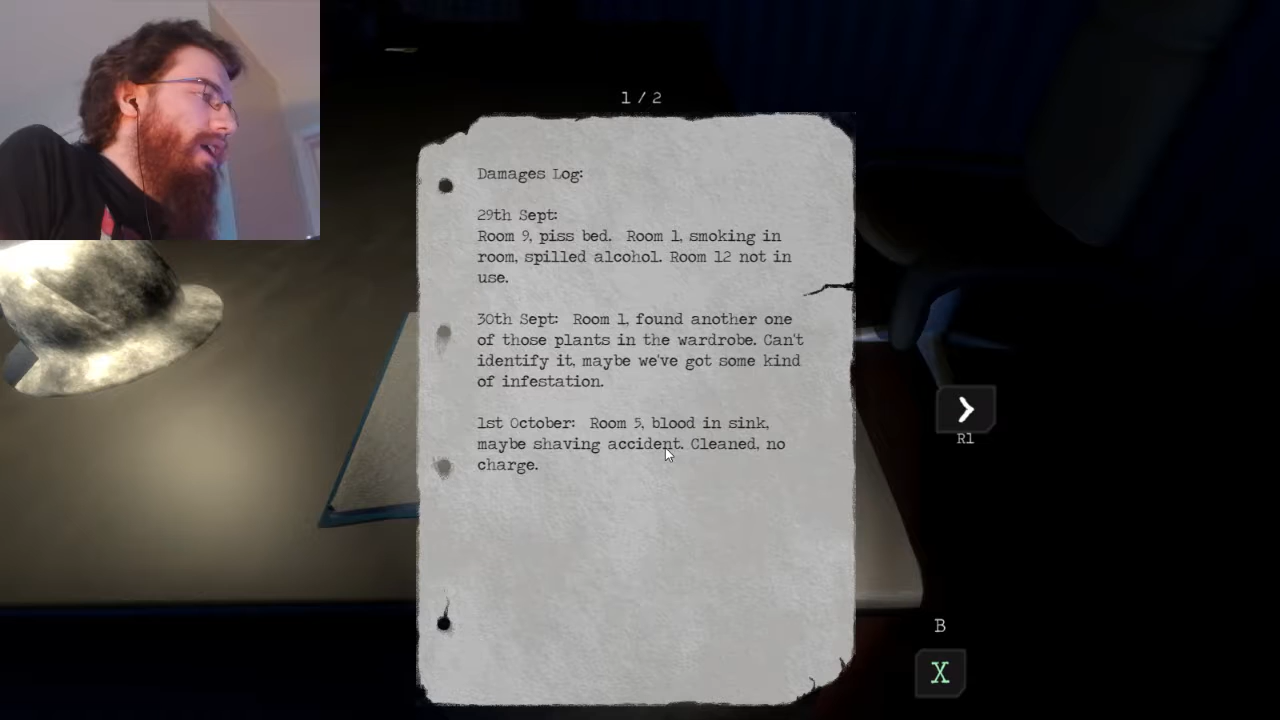 1 / 2
Damages Log:
29th Sept:
Room 9, piss bed. Room 1, smoking in
room, spilled alcohol. Room 12 not in
use.
30th Sept: Room 1, found another one
of those plants in the wardrobe. Can't
identify it, maybe we've got some kind
of infestation.
1st October: Room 5, blood in sink,
maybe shaving accident. Cleaned, no
charge.
R1
B
X